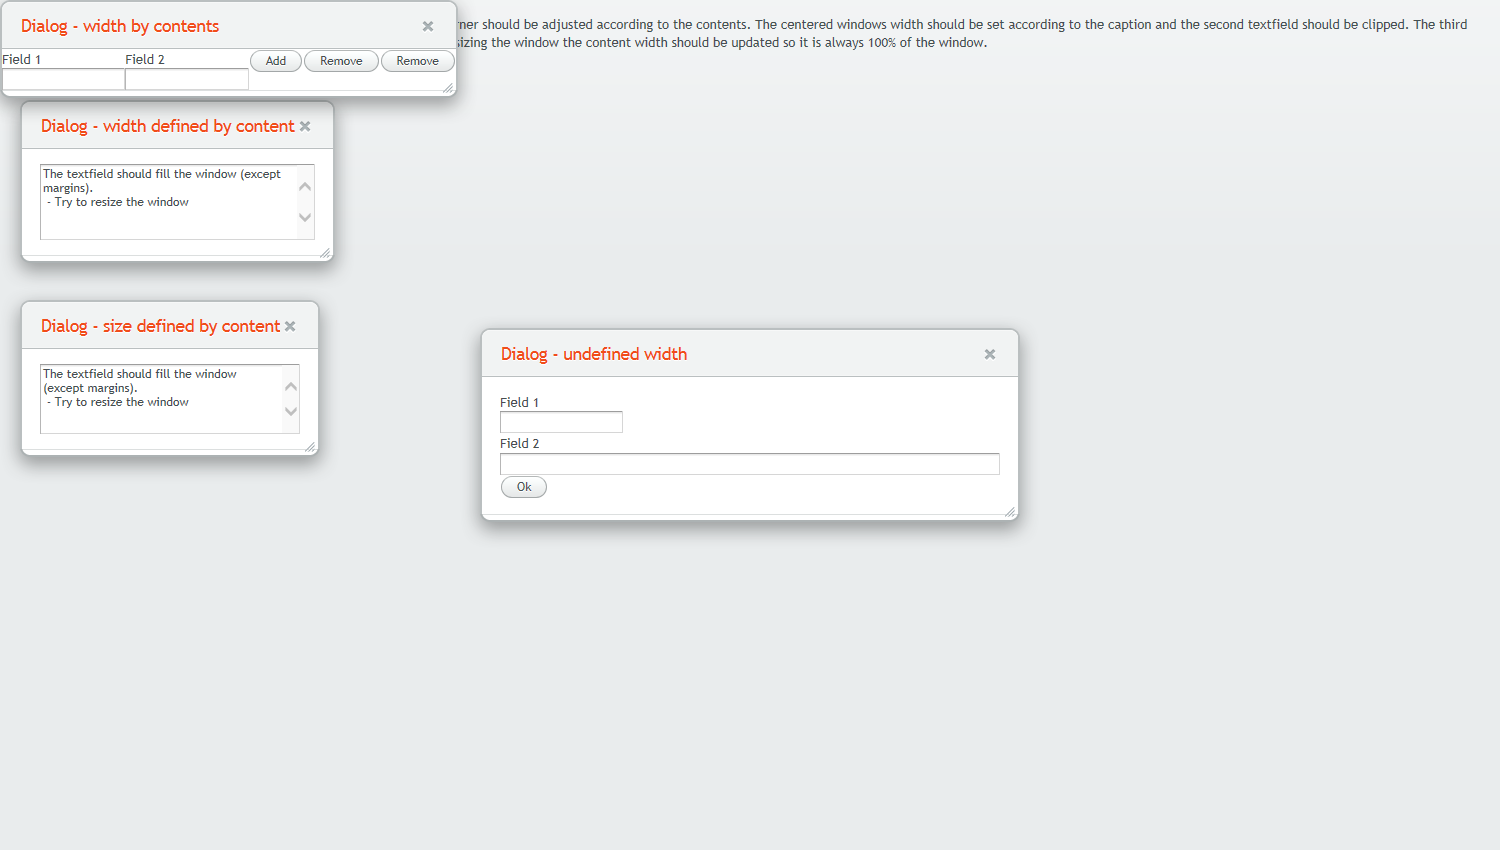 Dialog - width by contents
should be adjusted according to the contents. The centered windows width should be set according to the caption and the second textfield should be clipped. The third
the window the content width should be updated so it is always 100% of the window.
Field 1
Field 2
Add
Remove
Remove
Dialog - width defined by content
The textfield should fill the window (except
margins).
- Try to resize the window
Dialog - size defined by content
The textfield should fill the window
(except margins).
- Try to resize the window
Dialog - undefined width
Field 1
Field 2
Ok